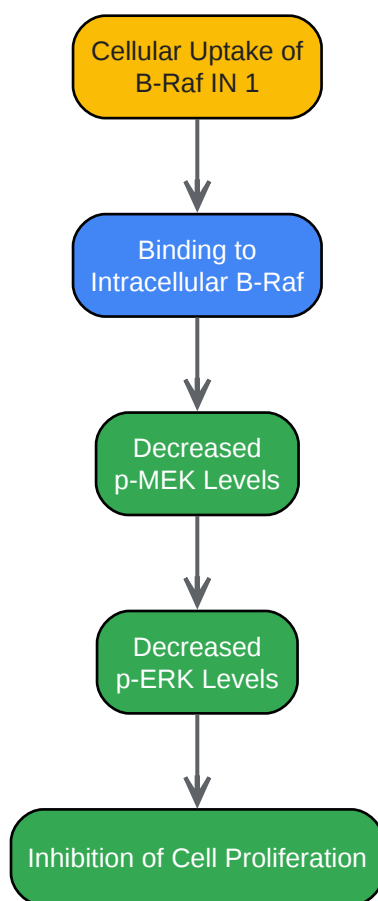 Cellular Uptake of
B-Raf IN 1
Binding to
Intracellular B-Raf
Decreased
p-MEK Levels
Decreased
p-ERK Levels
Inhibition of Cell Proliferation